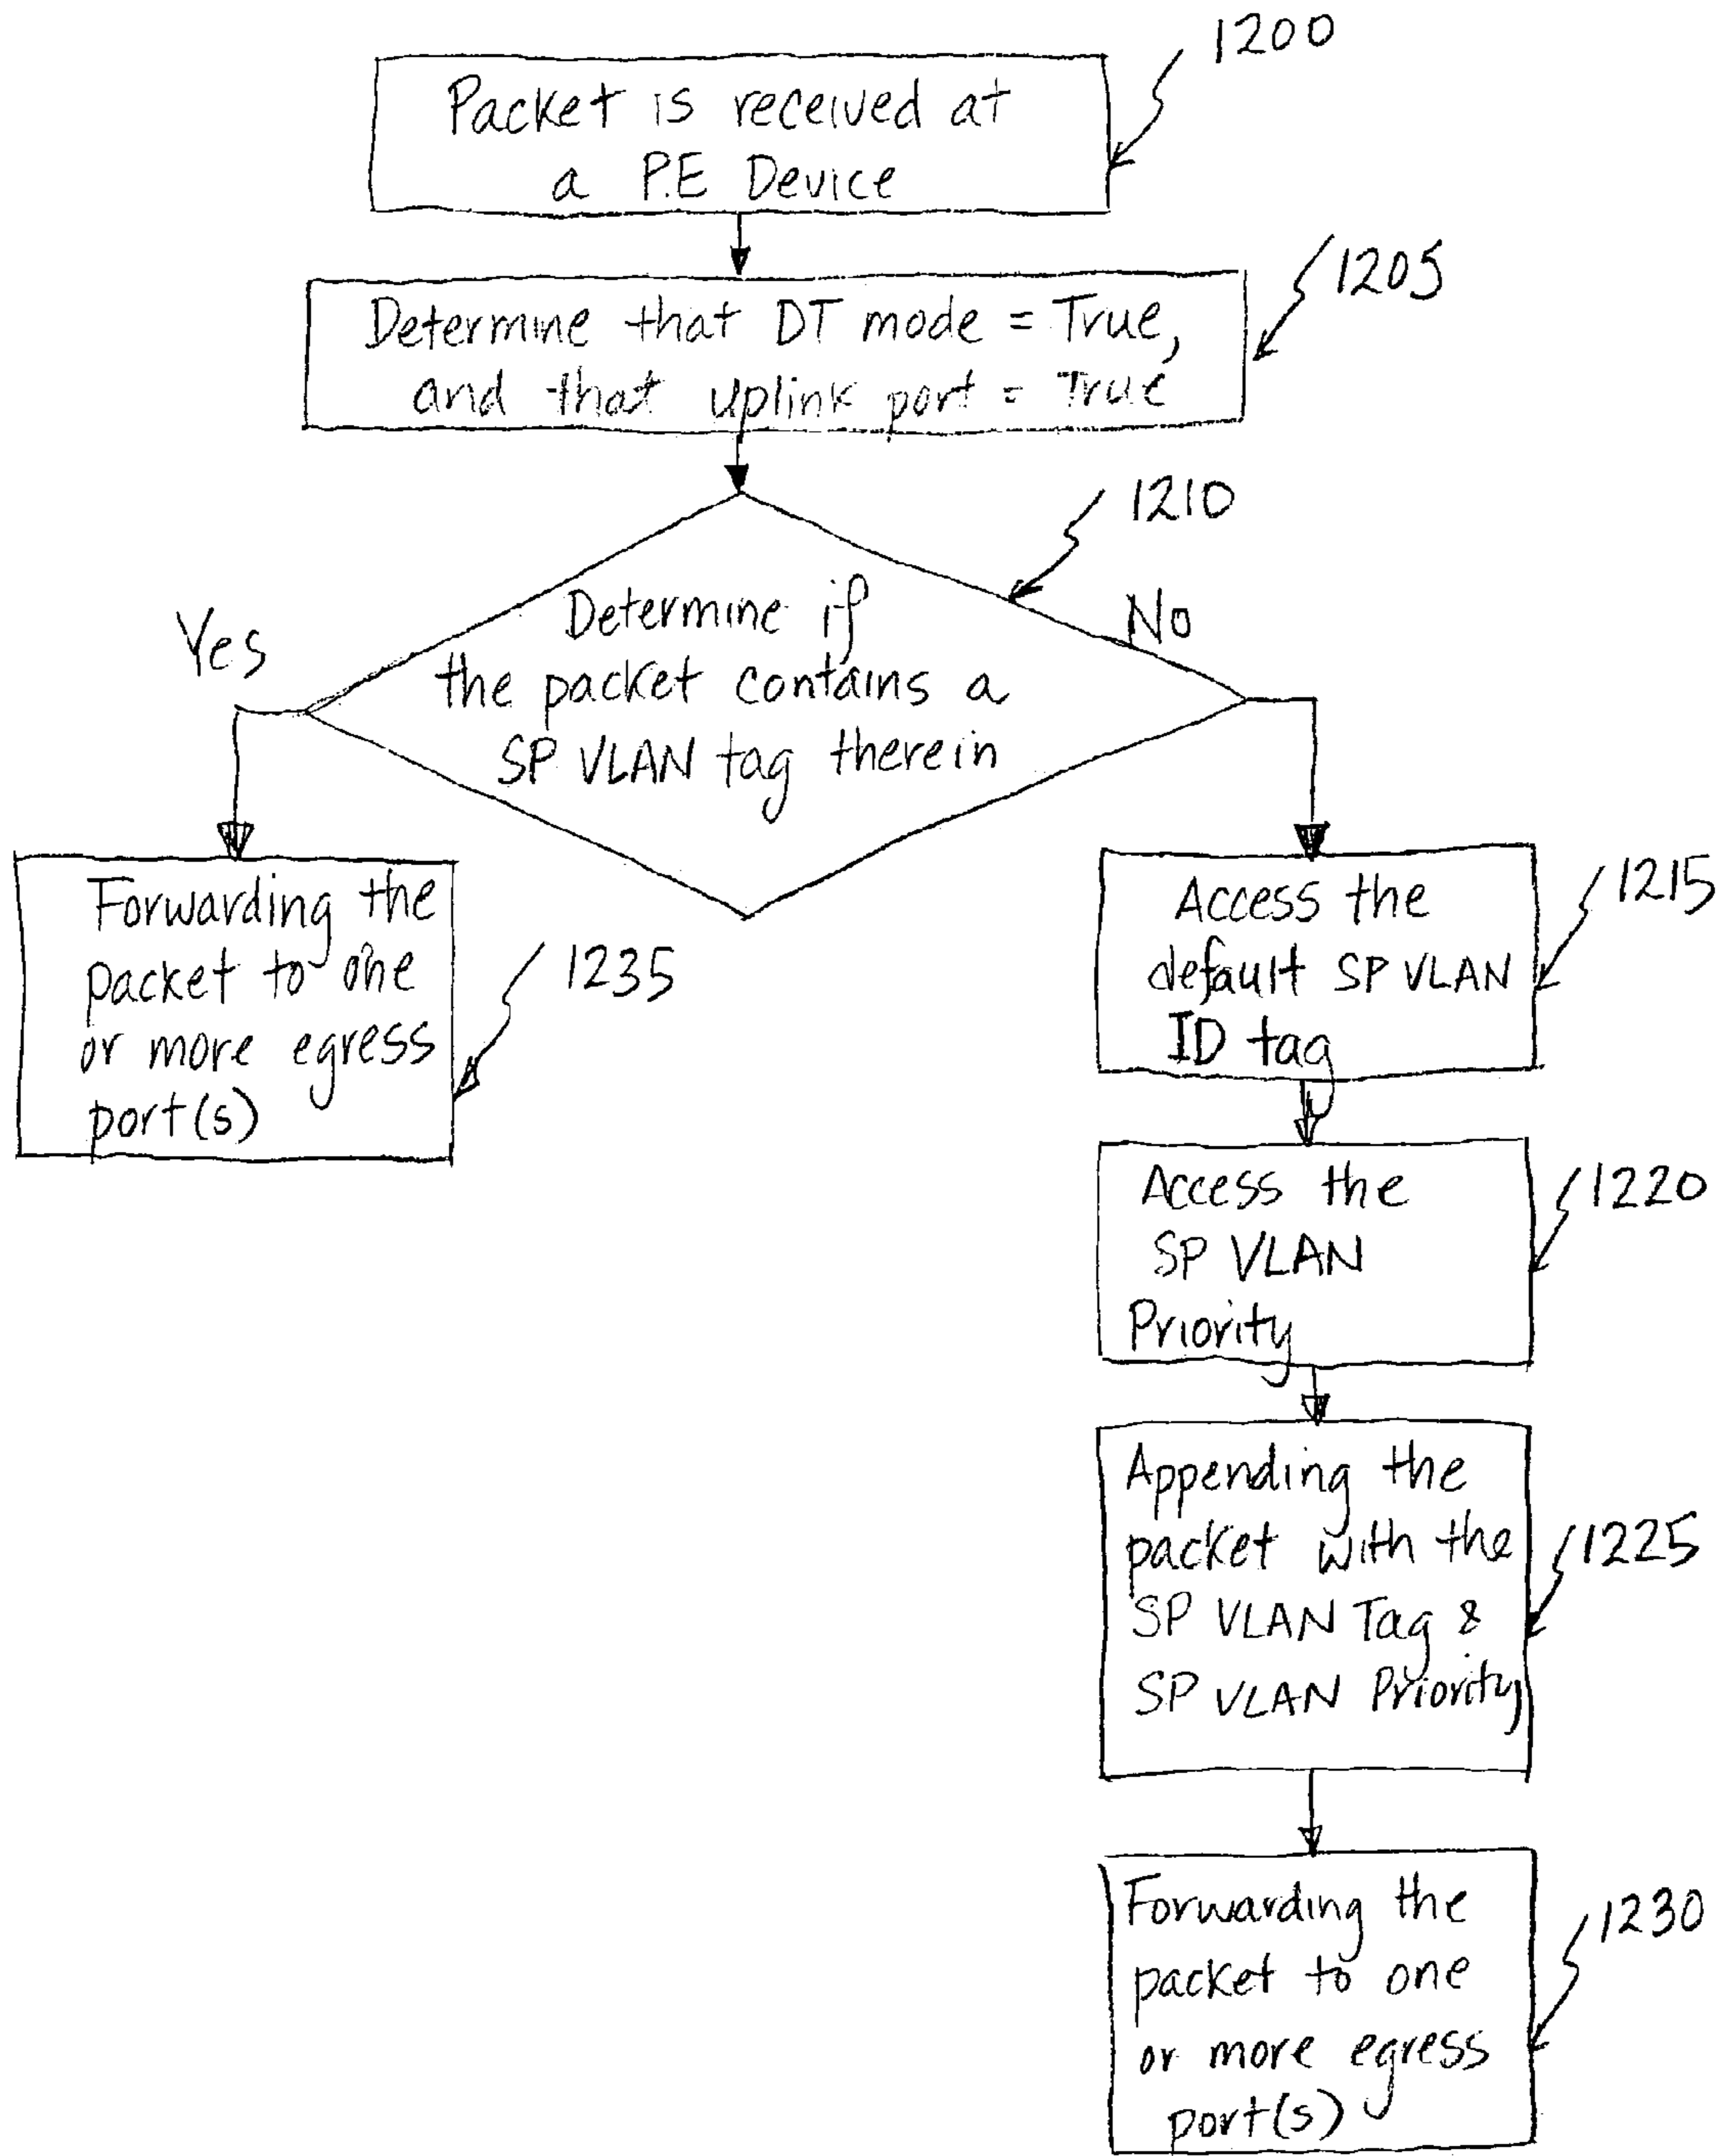 1200
Packet is received at
a P.E Device
1205
Determine that DT mode = True,
and that uplink port = True
1210
Yes
No
Determine if
the packet contains a
SP VLAN tag therein
Forwarding the
packet to one
or more egress
port(s)
1235
Access the
default SP VLAN
ID tag
1215
Access the
SP VLAN
Priority
1220
Appending the
packet with the
SP VLAN Tag &
SP VLAN Priority
1225
Forwarding the
packet to one
or more egress
port(s)
1230